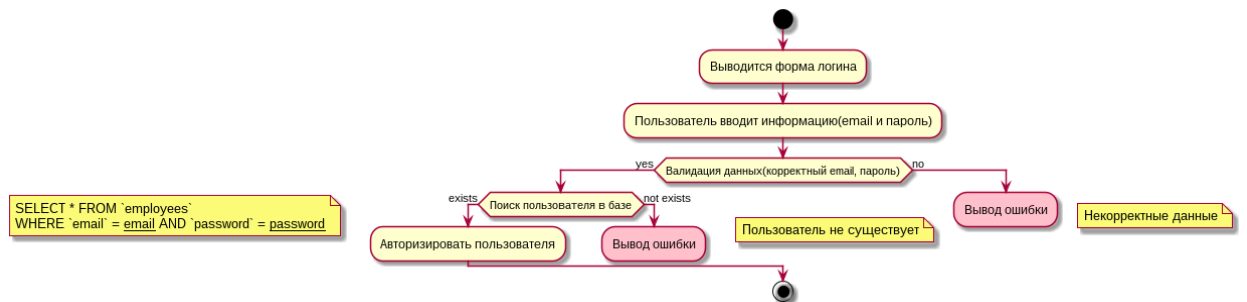 Выводится форма логина
Пользователь вводит информацию(email и пароль)
yes
Валидация данных(корректный email, пароль)
no
exists
Поиск пользователя в базе
not exists
SELECT * FROM `employees`
WHERE `email` = email AND `password` = password
Авторизировать пользователя
Вывод ошибки
Пользователь не существует
Вывод ошибки
Некорректные данные